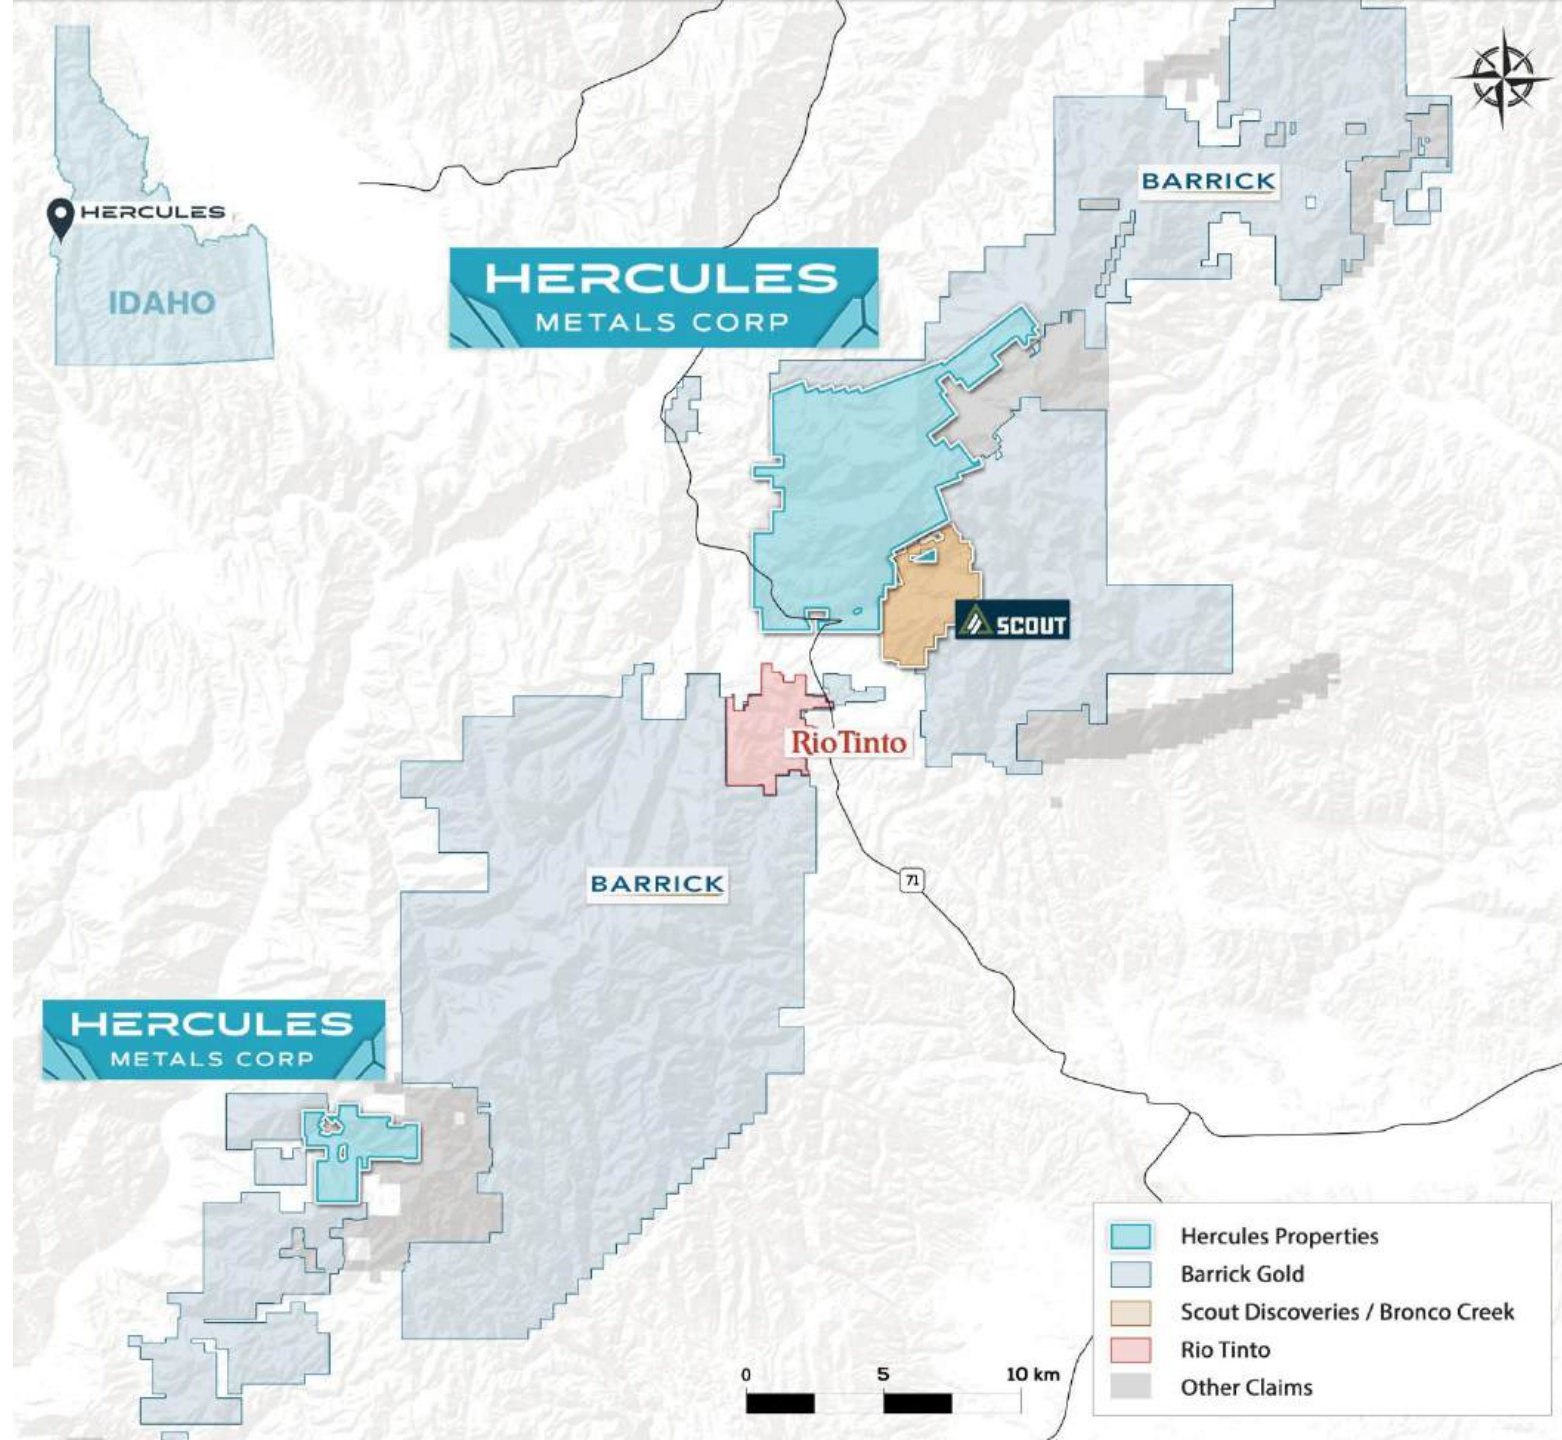 BARRICK
HERCULES
IDAHO
HERCULES
METALS CORP
SCOUT
RioTinto
BARRICK
71
HERCULES
METALS CORP
Hercules Properties
Barrick Gold
Scout Discoveries / Bronco Creek
Rio Tinto
Other Claims
0 5 10 km